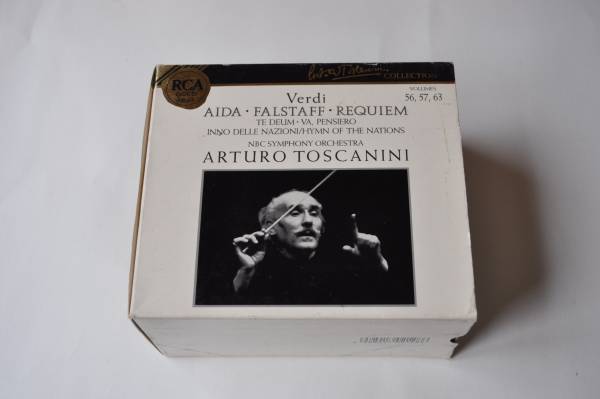 RCA
COLLECTION
VOLUMES
56, 57, 63
Verdi
AIDA · FALSTAFF · REQUIEM
TE DEUM · VA, PENSIERO
INNO DELLE NAZIONI/HYMN OF THE NATIONS
NBC SYMPHONY ORCHESTRA
ARTURO TOSCANINI